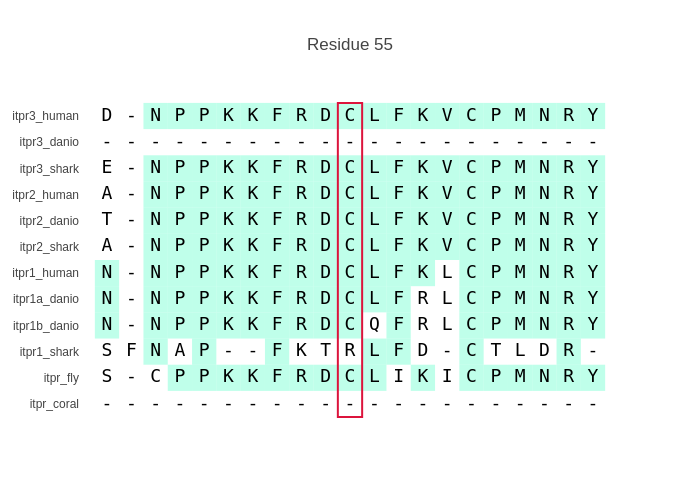 Residue 55
itpr3_human D - N P P K K F R D C L F K V C P M N R Y
itpr3_danio - - - - - - - - - - - - - - - - - - - - -
itpr3_shark E - N P P K K F R D C L F K V C P M N R Y
itpr2_human A - N P P K K F R D C L F K V C P M N R Y
itpr2_danio T - N P P K K F R D C L F K V C P M N R Y
itpr2_shark A - N P P K K F R D C L F K V C P M N R Y
itpr1_human N - N P P K K F R D C L F K L C P M N R Y
itpr1a_danio N - N P P K K F R D C L F R L C P M N R Y
itpr1b_danio N - N P P K K F R D C Q F R L C P M N R Y
itpr1_shark S F N A P - - F K T R L F D - C T L D R -
itpr_fly S - C P P K K F R D C L I K I C P M N R Y
itpr_coral - - - - - - - - - - - - - - - - - - - - -